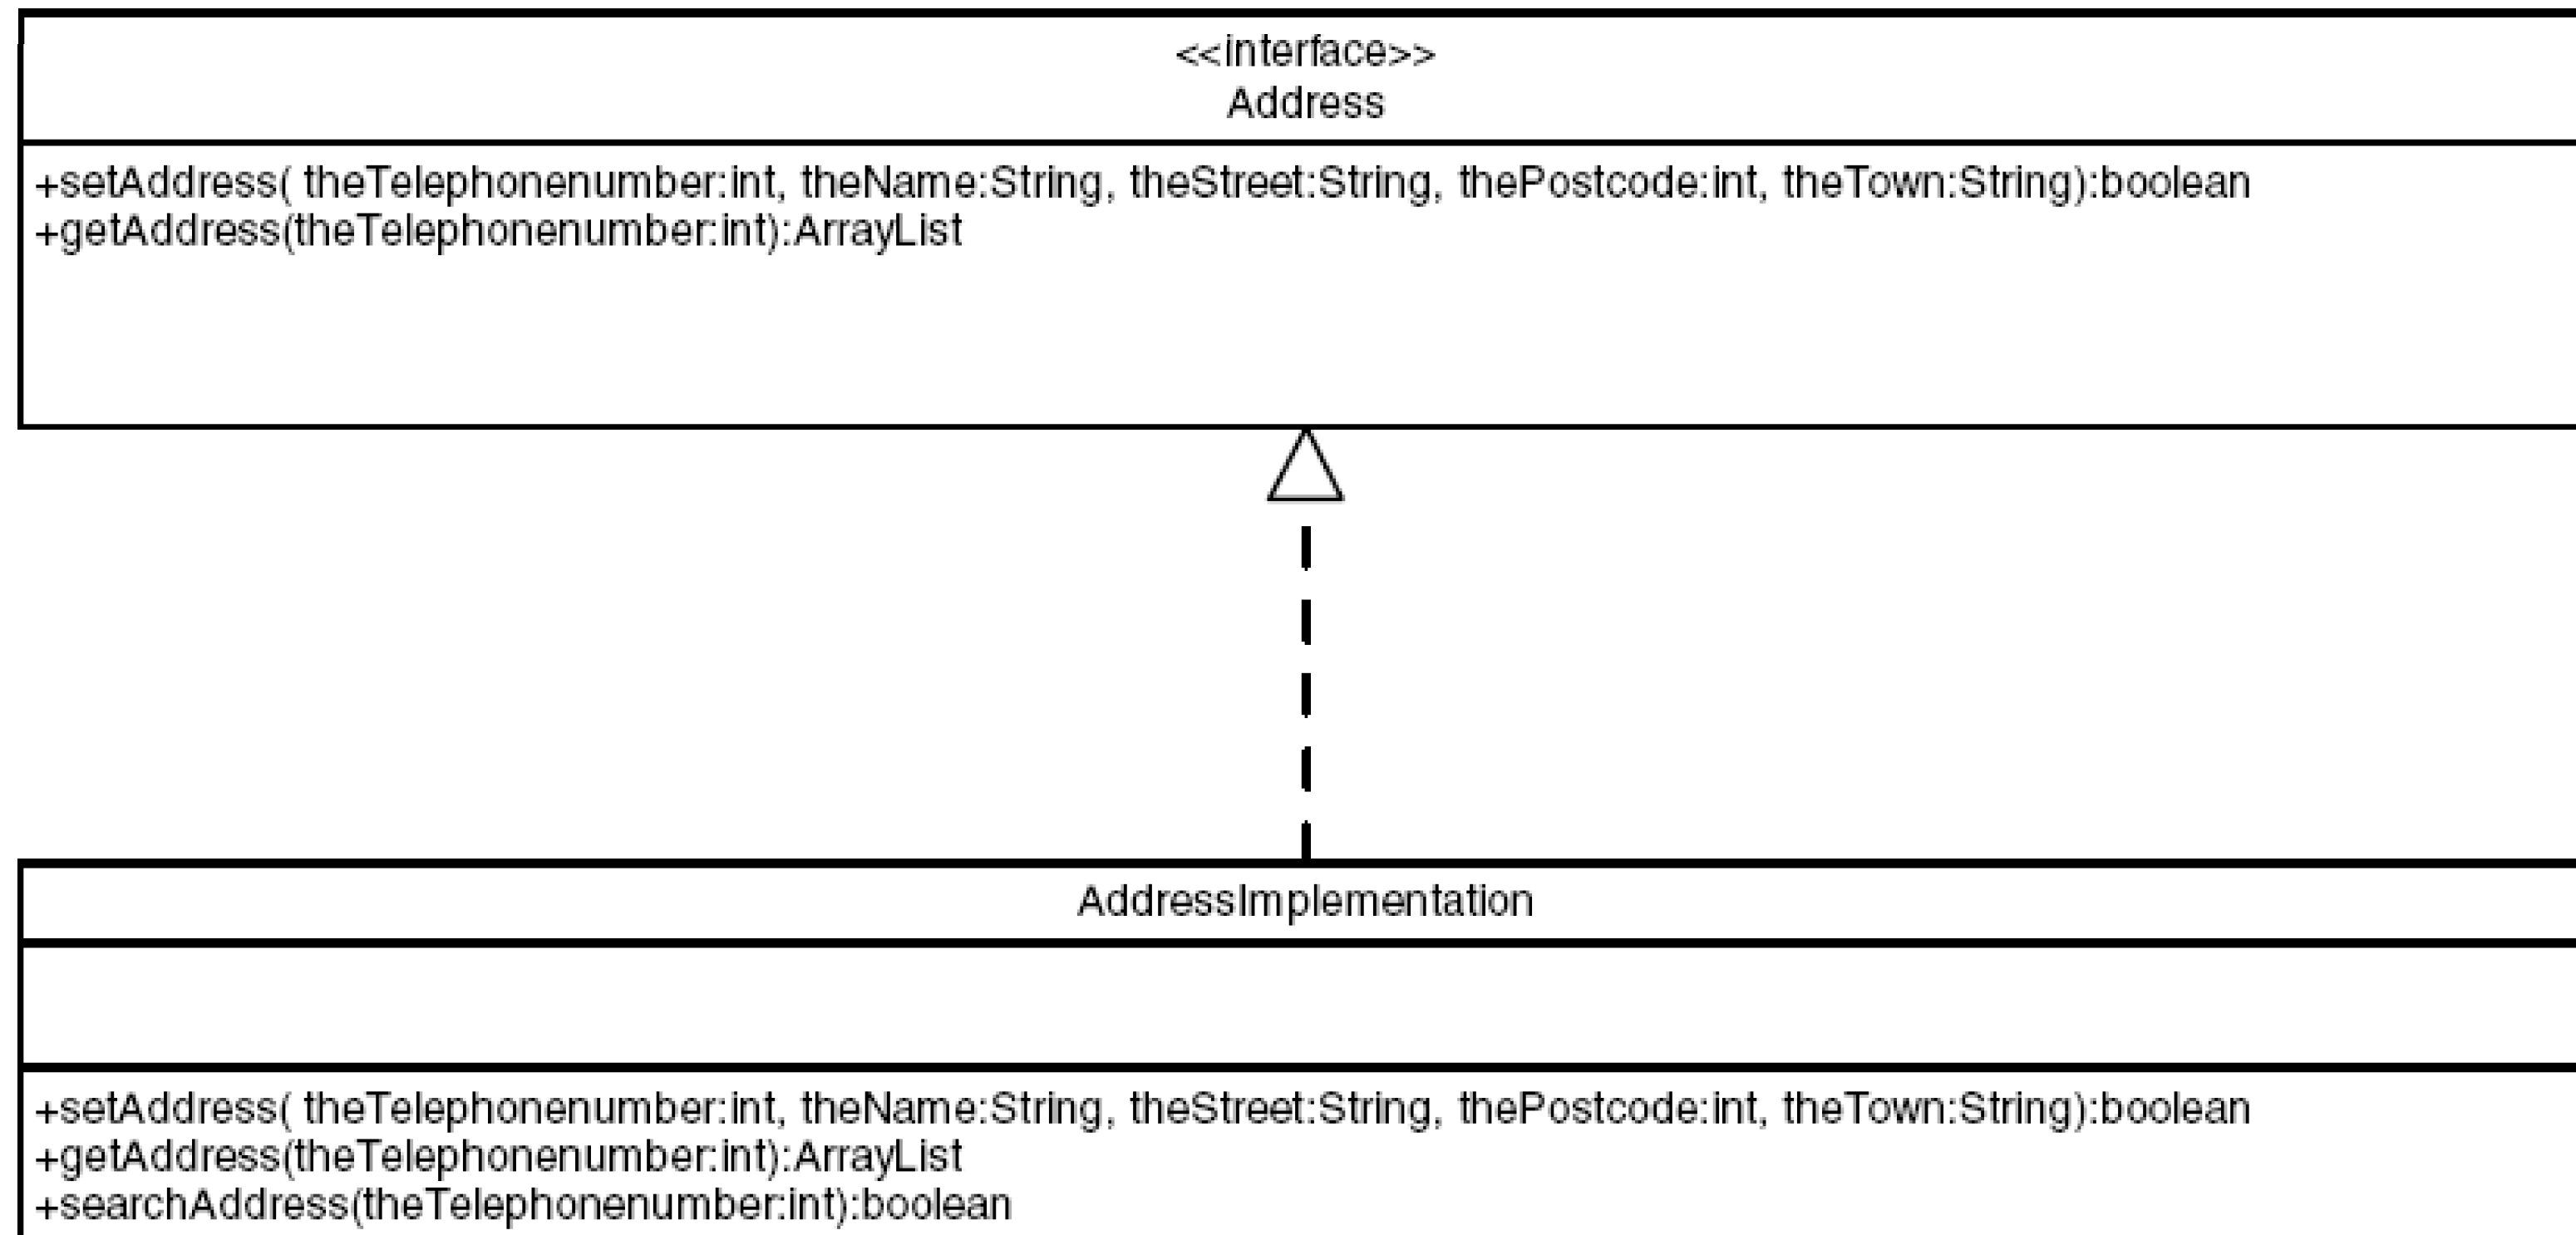 <<interface>>
Address
+setAddress( theTelephonenumber:int, theName:String, theStreet:String, thePostcode:int, theTown:String):boolean
+getAddress(theTelephonenumber:int):ArrayList
AddressImplementation
+setAddress( theTelephonenumber:int, theName:String, theStreet:String, thePostcode:int, theTown:String):boolean
+getAddress(theTelephonenumber:int):ArrayList
+searchAddress(theTelephonenumber:int):boolean